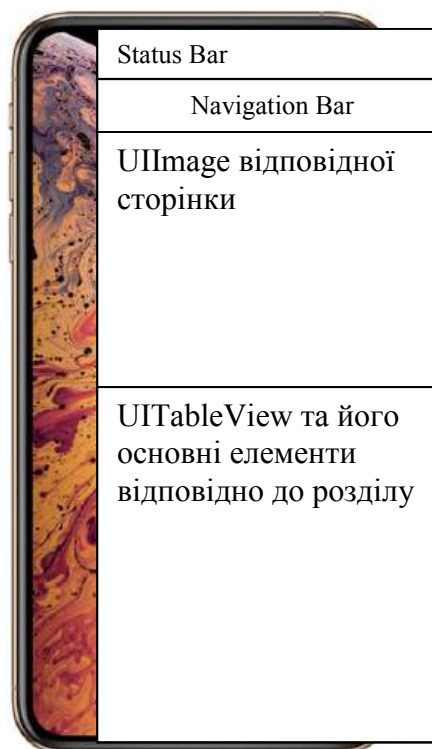 Status Bar
Navigation Bar
UIImage відповідної
сторінки
UITableView та його
основні елементи
відповідно до розділу